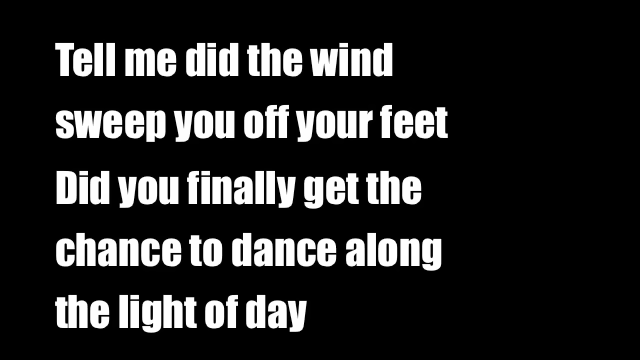 Tell me did the wind
sweep you off your feet
Did you finally get the
chance to dance along
the light of day